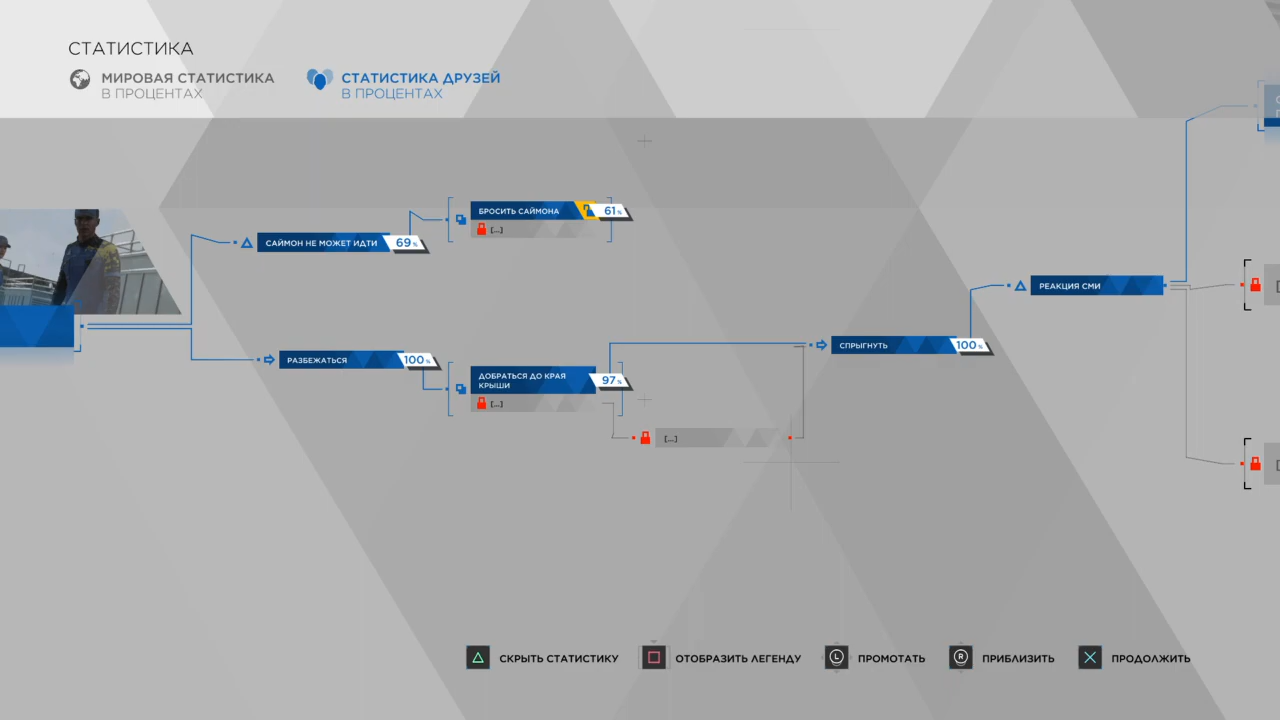 СТАТИСТИКА
МИРОВАЯ СТАТИСТИКА
В ПРОЦЕНТАХ
СТАТИСТИКА ДРУЗЕЙ
В ПРОЦЕНТАХ
БРОСИТЬ САЙМОНА 61%
[...]
САЙМОН НЕ МОЖЕТ ИДТИ 69%
РЕАКЦИЯ СМИ
СПРЫГНУТЬ 100%
РАЗБЕЖАТЬСЯ 100%
ДОБРАТЬСЯ ДО КРАЯ
КРЫШИ 97%
[...]
[...]
СКРЫТЬ СТАТИСТИКУ
ОТОБРАЗИТЬ ЛЕГЕНДУ
L ПРОМОТАТЬ
R ПРИБЛИЗИТЬ
ПРОДОЛЖИТЬ